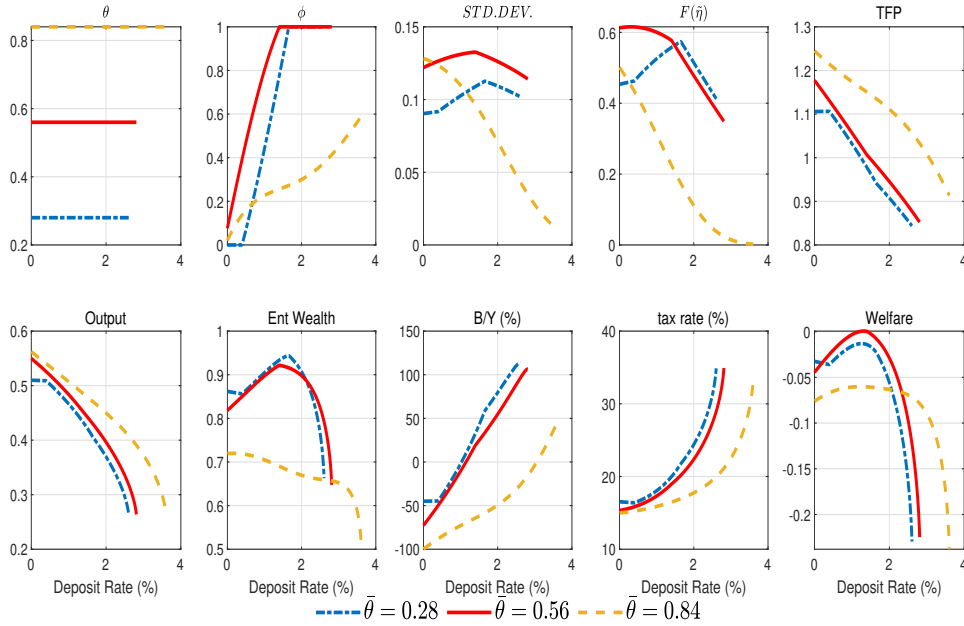 θ
ϕ
STD.DEV.
F(η̄)
TFP
0.8
0.6
0.4
0.2
0 2 4
1
0.8
0.6
0.4
0.2
0
0 2 4
0.15
0.1
0.05
0
0 2 4
0.6
0.4
0.2
0
0 2 4
1.3
1.2
1.1
1
0.9
0.8
0 2 4
Output
Ent Wealth
B/Y (%)
tax rate (%)
Welfare
0.6
0.5
0.4
0.3
0.2
0 2 4
1
0.9
0.8
0.7
0.6
0.5
0 2 4
150
100
50
0
-50
-100
0 2 4
40
30
20
10
0 2 4
0
-0.05
-0.1
-0.15
-0.2
0 2 4
Deposit Rate (%)
Deposit Rate (%)
Deposit Rate (%)
Deposit Rate (%)
Deposit Rate (%)
θ̄ = 0.28 θ̄ = 0.56 θ̄ = 0.84